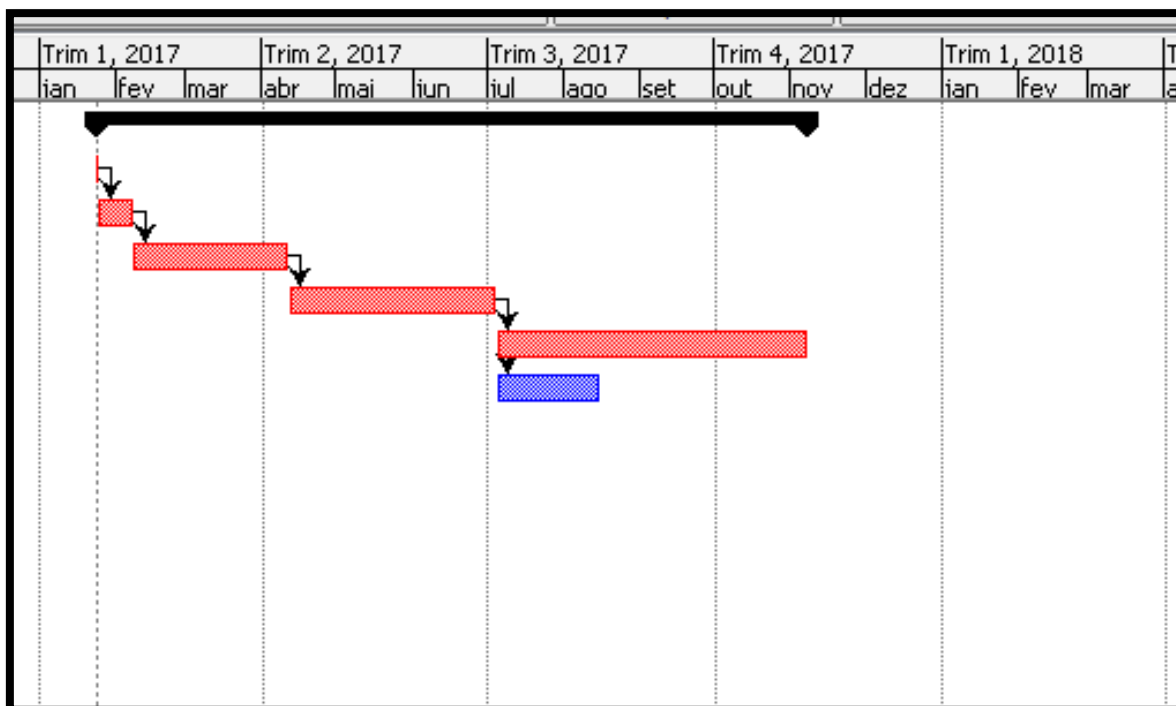 Trim 1, 2017 Trim 2, 2017 Trim 3, 2017 Trim 4, 2017 Trim 1, 2018 T
jan fev mar abr mai jun jul ago set out nov dez jan fev mar a